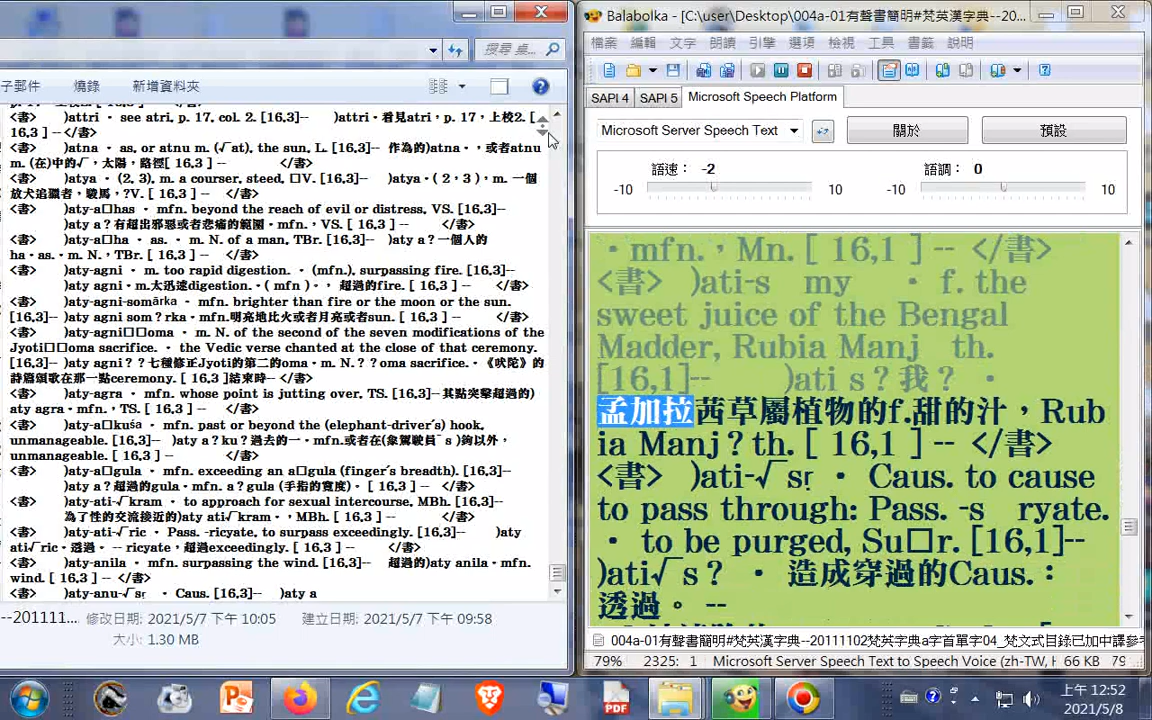 搜尋 桌...
子郵件 燒錄 新增資料夾
《書》 )attri · see atri, p. 17, col. 2. [16,3]-- )attri·看見atri,p. 17,上校2. [
16,3 ] --</書>
《書》 )atna · as, or atnu m. (√at), the sun, L. [16,3]-- 作為的)atna·,或者atnu
m. (在)中的√,太陽,路徑[ 16,3 ] </書>
《書》 )atya · (2, 3), m. a courser, steed, □V. [16,3]-- )atya·( 2,3 ),m. 一個
放犬追獵者,駿馬,?V. [ 16,3 ] </書>
《書》 )aty-a□has · mfn. beyond the reach of evil or distress, VS. [16,3]--
)aty a?有超出邪惡或者悲痛的範圍·mfn.,VS. [ 16,3 ] </書>
《書》 )aty-a□ha · as. · m. N. of a man, TBr. [16,3]-- )aty a?一個人的
ha·as.·m. N.,TBr. [ 16,3 ] </書>
《書》 )aty-agni · m. too rapid digestion. · (mfn.), surpassing fire. [16,3]--
)aty agni·m.太迅速digestion.·( mfn )。,超過的fire. [ 16,3 ] </書>
《書》 )aty-agni-somārka · mfn. brighter than fire or the moon or the sun.
[16,3]-- )aty agni som?rka·mfn.明亮地比火或者月亮或者sun. [ 16,3 ] </書>
《書》 )aty-agni□□oma · m. N. of the second of the seven modifications of the
Jyoti□□oma sacrifice. · the Vedic verse chanted at the close of that ceremony.
[16,3]-- )aty agni??七種修正Jyoti的第二的oma·m. N.??oma sacrifice.·《吠陀》的
詩篇頌歌在那一點ceremony. [ 16,3 ]結束時--</書>
《書》 )aty-agra · mfn. whose point is jutting over, TS. [16,3]--其點突擊超過的)
aty agra·mfn.,TS. [ 16,3 ] </書>
《書》 )aty-a□kuśa · mfn. past or beyond the (elephant-driver's) hook,
unmanageable. [16,3]-- )aty a?ku?過去的一·mfn.或者在(象駕駛員`s )鉤以外,
unmanageable. [ 16,3 ] </書>
《書》 )aty-a□gula · mfn. exceeding an a□gula (finger's breadth). [16,3]--
)aty a?超過的gula·mfn. a?gula (手指的寬度)。[ 16,3 ] </書>
《書》 )aty-ati-√kram · to approach for sexual intercourse, MBh. [16,3]--
為了性的交流接近的)aty ati√kram·,MBh. [ 16,3 ] </書>
《書》 )aty-ati-√ric · Pass. -ricyate, to surpass exceedingly. [16,3]-- )aty
ati√ric·透過。 -- ricyate,超過exceedingly. [ 16,3 ] </書>
《書》 )aty-anila · mfn. surpassing the wind. [16,3]-- 超過的)aty anila·mfn.
wind. [ 16,3 ] --</書>
《書》 )aty-anu-√sṛ · Caus. [16,3]-- )aty a
--201111... 修改日期: 2021/5/7 下午 10:05 建立日期: 2021/5/7 下午 09:58
大小: 1.30 MB
Balabolka - [C:\user\Desktop\004a-01有聲書簡明#梵英漢字典--20...
檔案 編輯 文字 朗讀 引擎 選項 檢視 工具 書籤 說明
SAPI 4 SAPI 5 Microsoft Speech Platform
Microsoft Server Speech Text 關於 預設
語速: -2 語調: 0
-10 10 -10 10
·mfn.,Mn. [ 16,1 ] -- </書>
《書》 )ati-s my · f. the
sweet juice of the Bengal
Madder, Rubia Manj th.
[16,1]-- )ati s?我? ·
孟加拉茜草屬植物的f.甜的汁,Rub
ia Manj?th. [ 16,1 ] -- </書>
《書》 )ati-√sṛ · Caus. to cause
to pass through: Pass. -s ryate.
· to be purged, Su□r. [16,1]--
)ati√s? · 造成穿過的Caus.:
透過。 --
004a-01有聲書簡明#梵英漢字典--20111102梵英字典a字首單字04_梵文式目錄已加中譯參考
79% 2325: 1 Microsoft Server Speech Text to Speech Voice (zh-TW, H 66 KB 79
PDF
上午 12:52
2021/5/8